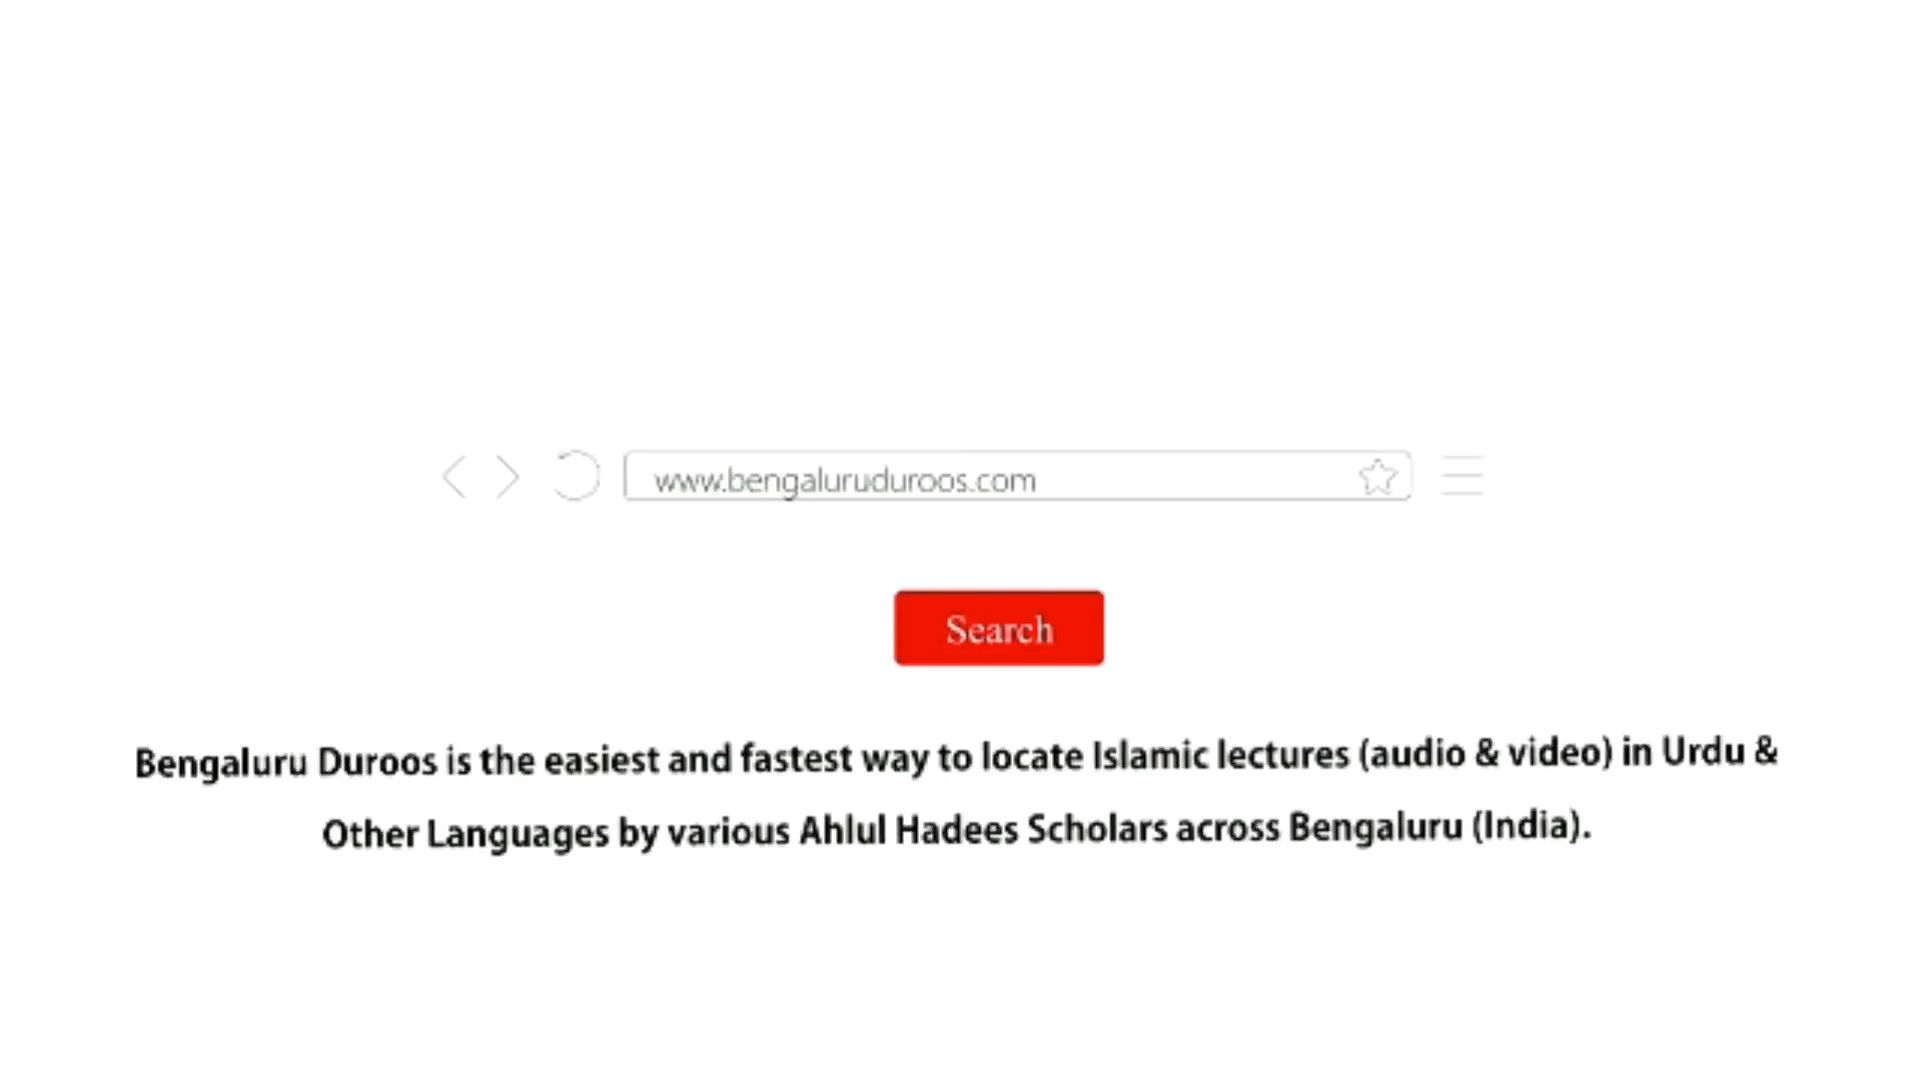 www.bengaluruduroos.com
Search
Bengaluru Duroos is the easiest and fastest way to locate Islamic lectures (audio & video) in Urdu &
Other Languages by various Ahlul Hadees Scholars across Bengaluru (India).